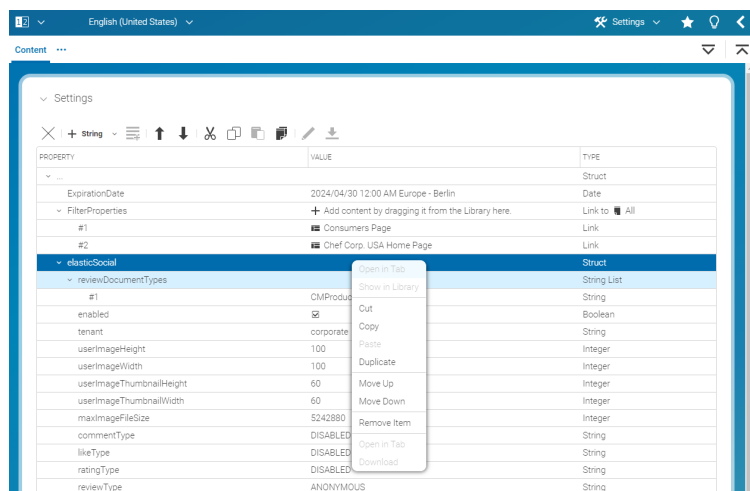 12 English (United States) Settings
Content ...
Settings
+ String
PROPERTY VALUE TYPE
... Struct
ExpirationDate 2024/04/30 12:00 AM Europe - Berlin Date
FilterProperties + Add content by dragging it from the Library here. Link to All
#1 Consumers Page Link
#2 Chef Corp. USA Home Page Link
elasticSocial Struct
Open in Tab
reviewDocumentTypes String List
Show in Library
#1 CMProduc String
Cut
enabled Boolean
Copy
tenant corporate String
Paste
userImageHeight 100 Integer
Duplicate
userImageWidth 100 Integer
Move Up
userImageThumbnailHeight 60 Integer
Move Down
userImageThumbnailWidth 60 Integer
maxImageFileSize 5242880 Integer
Remove Item
commentType DISABLED String
Open in Tab
likeType DISABLED String
Download
ratingType DISABLED String
reviewType ANONYMOUS String